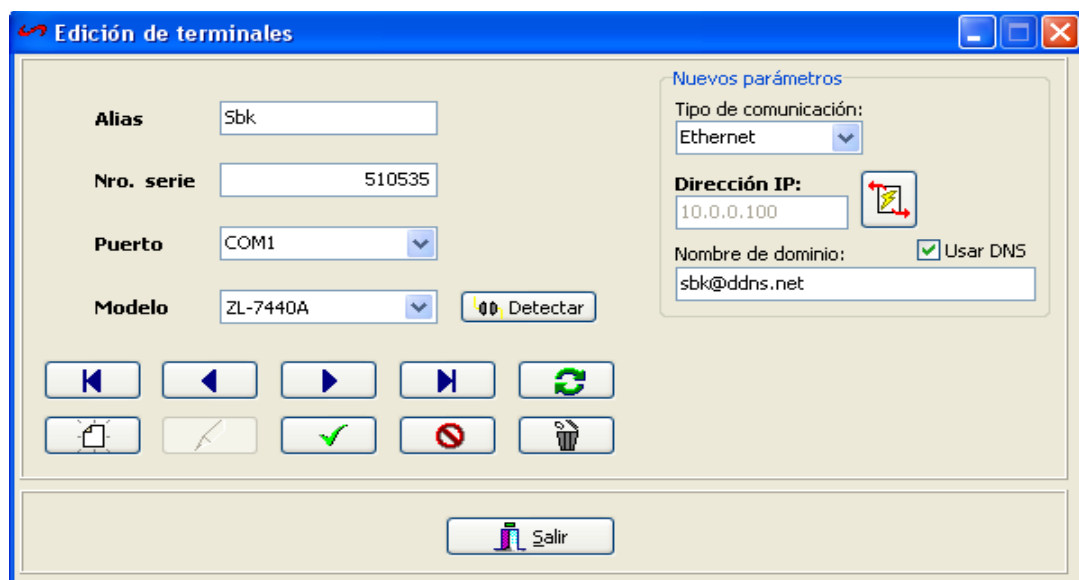 Edición de terminales
Alias
Sbk
Nro. serie
510535
Puerto
COM1
Modelo
ZL-7440A
Detectar
Nuevos parámetros
Tipo de comunicación:
Ethernet
Dirección IP:
10.0.0.100
Nombre de dominio:
Usar DNS
sbk@ddns.net
Salir